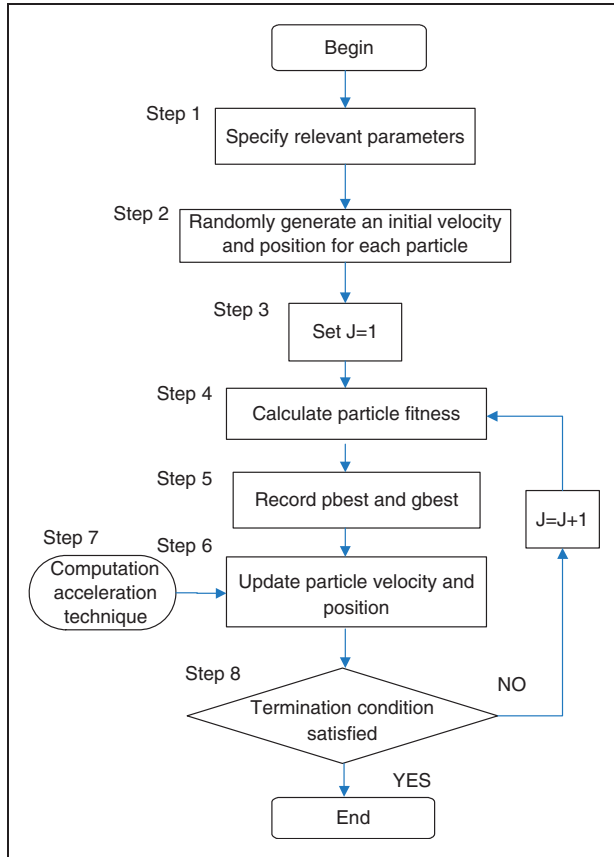 Begin
Step 1
Specify relevant parameters
Step 2
Randomly generate an initial velocity
and position for each particle
Step 3
Set J=1
Step 4
Calculate particle fitness
Step 5
Record pbest and gbest
J=J+1
Step 7
Computation
acceleration
technique
Step 6
Update particle velocity and
position
Step 8
Termination condition
satisfied
NO
YES
End